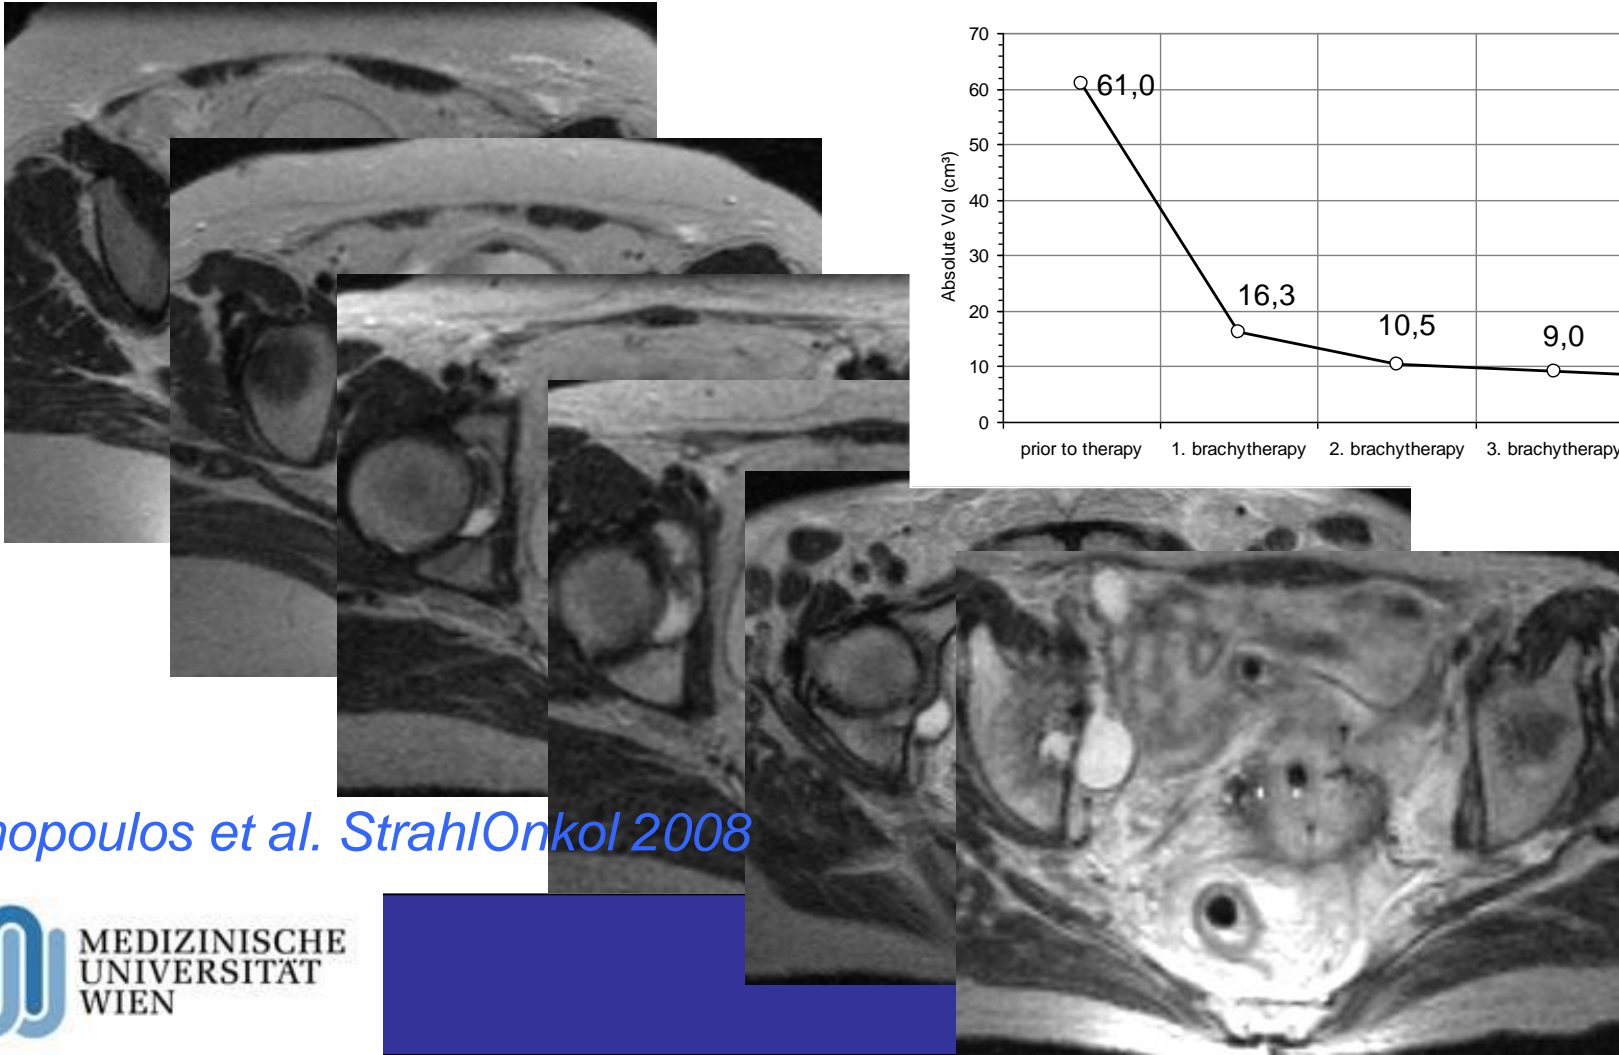 70
60
50
40
30
20
10
0
Absolute Vol (cm³)
61,0
16,3
10,5
9,0
prior to therapy 1. brachytherapy 2. brachytherapy 3. brachytherapy
nopoulos et al. StrahlOnkol 2008
MEDIZINISCHE
UNIVERSITÄT
WIEN